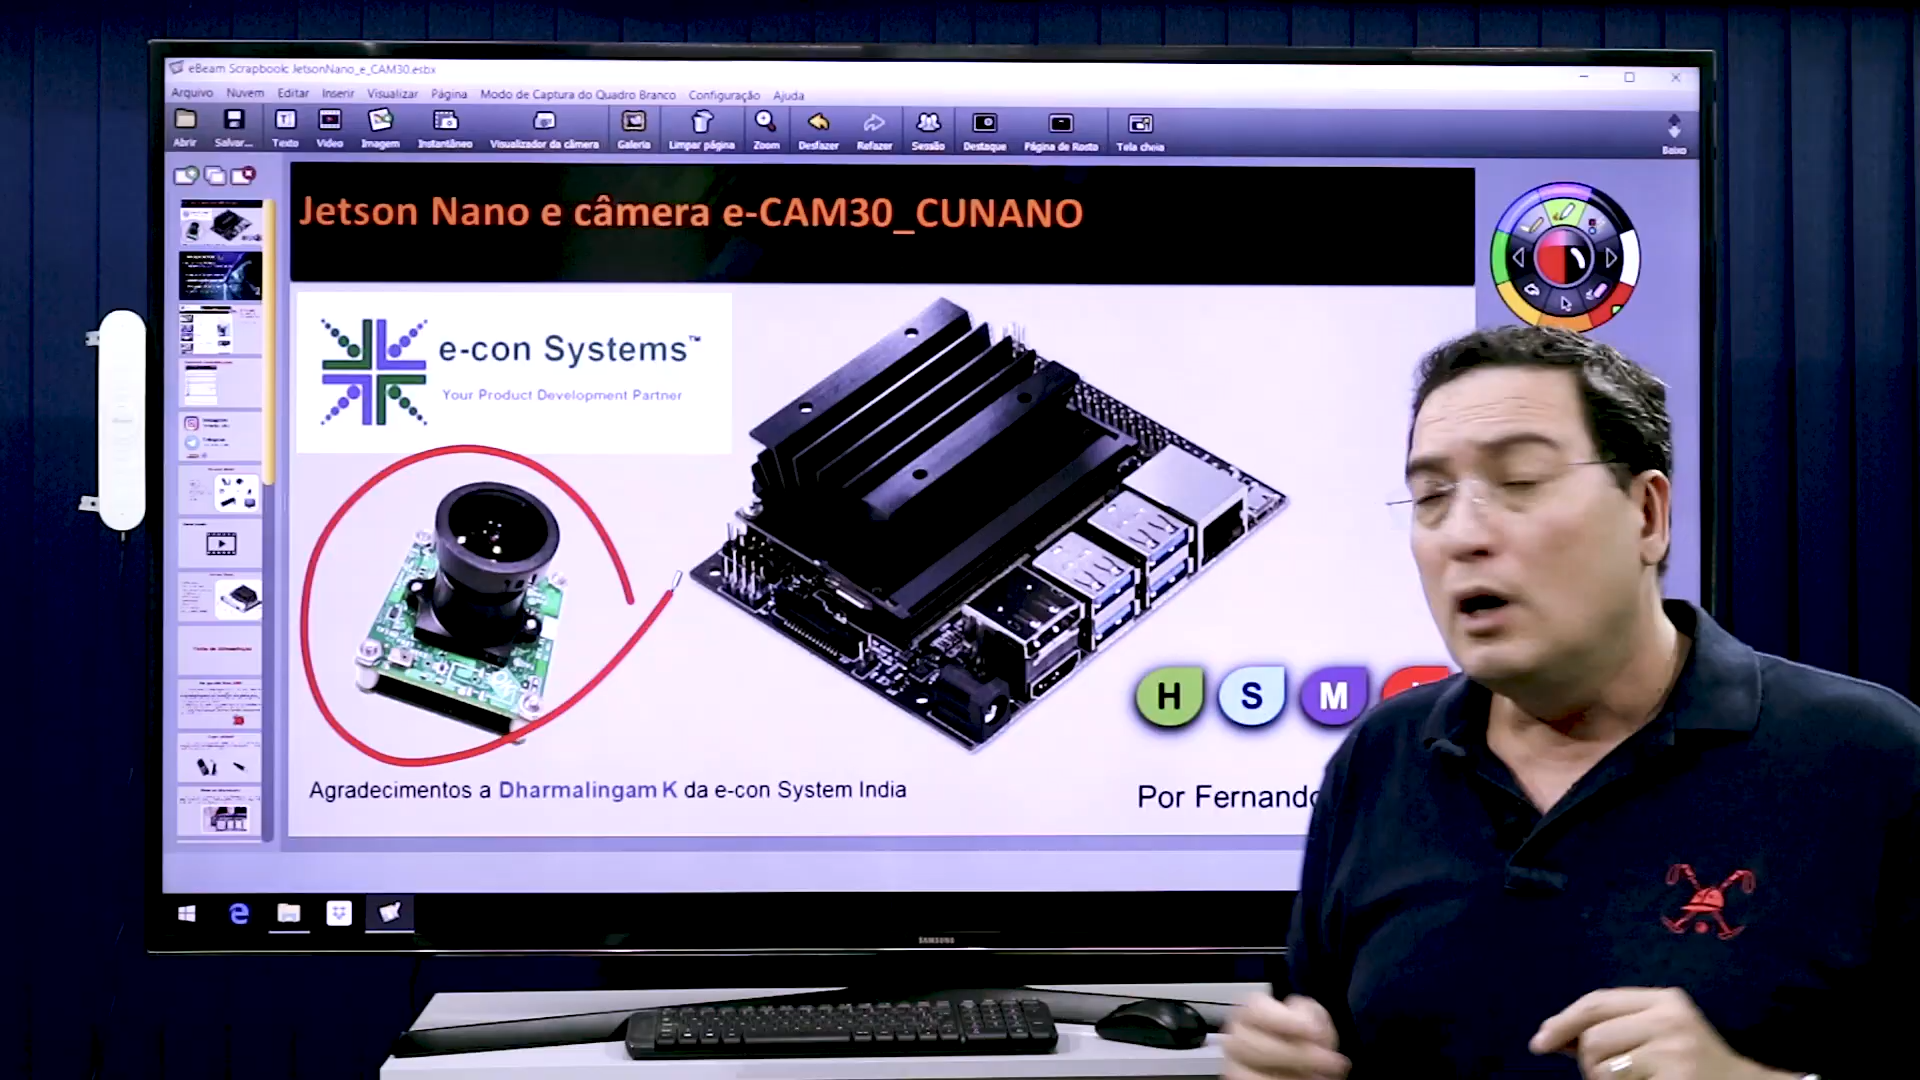 eBeam Scrapbook: JetsonNano_e_CAM30.esbx
Arquivo Nuvem Editar Inserir Visualizar Página Modo de Captura do Quadro Branco Configuração Ajuda
Abrir Salvar... Texto Video Imagem Instantâneo Visualizador da câmera Galeria Limpar página Zoom Desfazer Refazer Sessão Destaque Página de Rosto Tela cheia Baixo
Jetson Nano e câmera e-CAM30_CUNANO
e-con Systems™
Your Product Development Partner
H S M
Agradecimentos a Dharmalingam K da e-con System India
Por Fernando
SAMSUNG